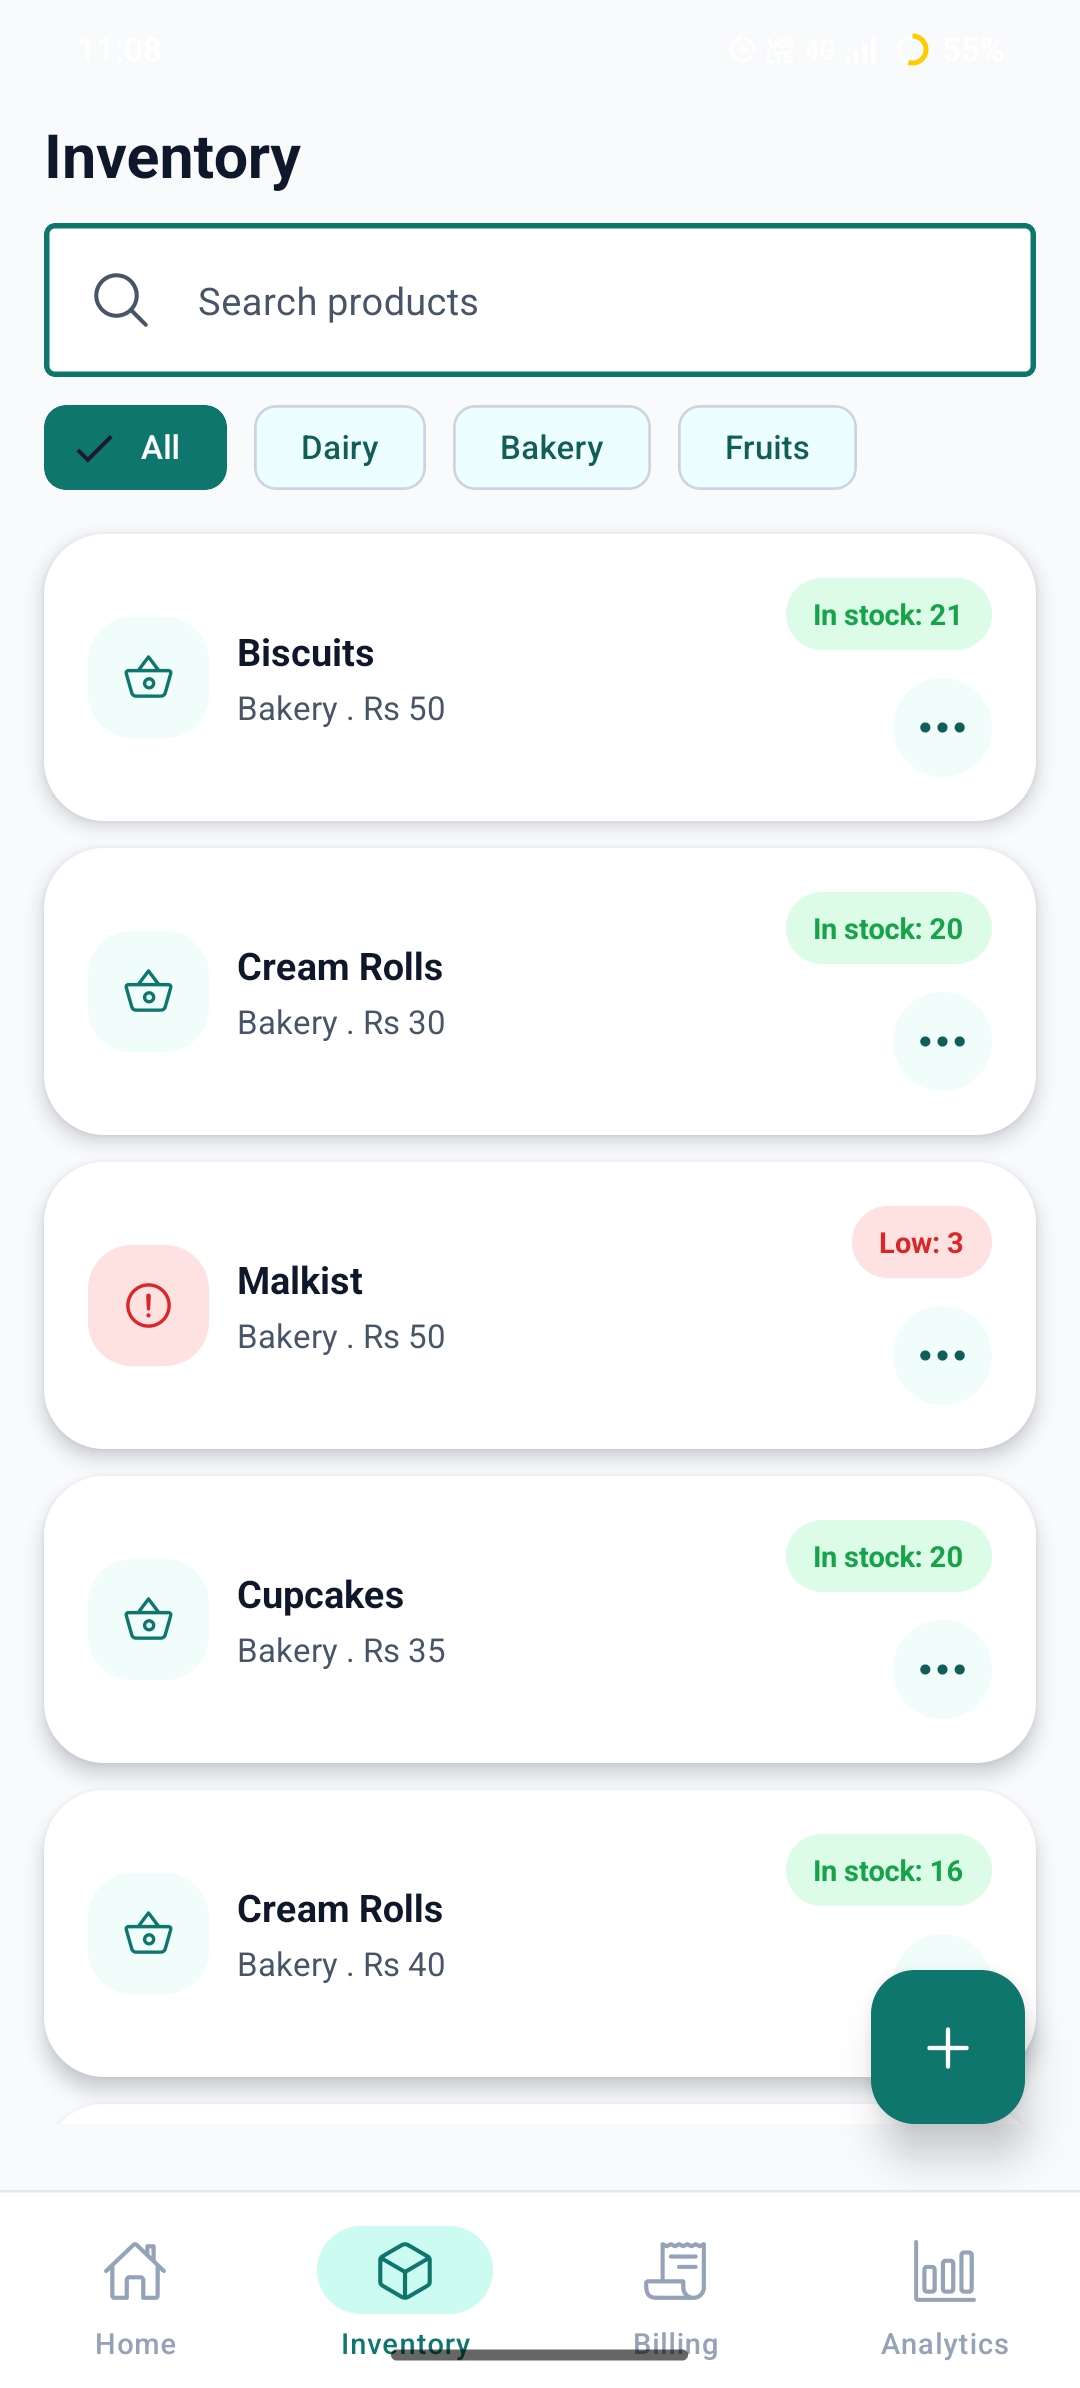 11:08
4G 55%
Inventory
Search products
All Dairy Bakery Fruits
In stock: 21
Biscuits
Bakery . Rs 50
In stock: 20
Cream Rolls
Bakery . Rs 30
Low: 3
Malkist
Bakery . Rs 50
In stock: 20
Cupcakes
Bakery . Rs 35
In stock: 16
Cream Rolls
Bakery . Rs 40
Home Inventory Billing Analytics